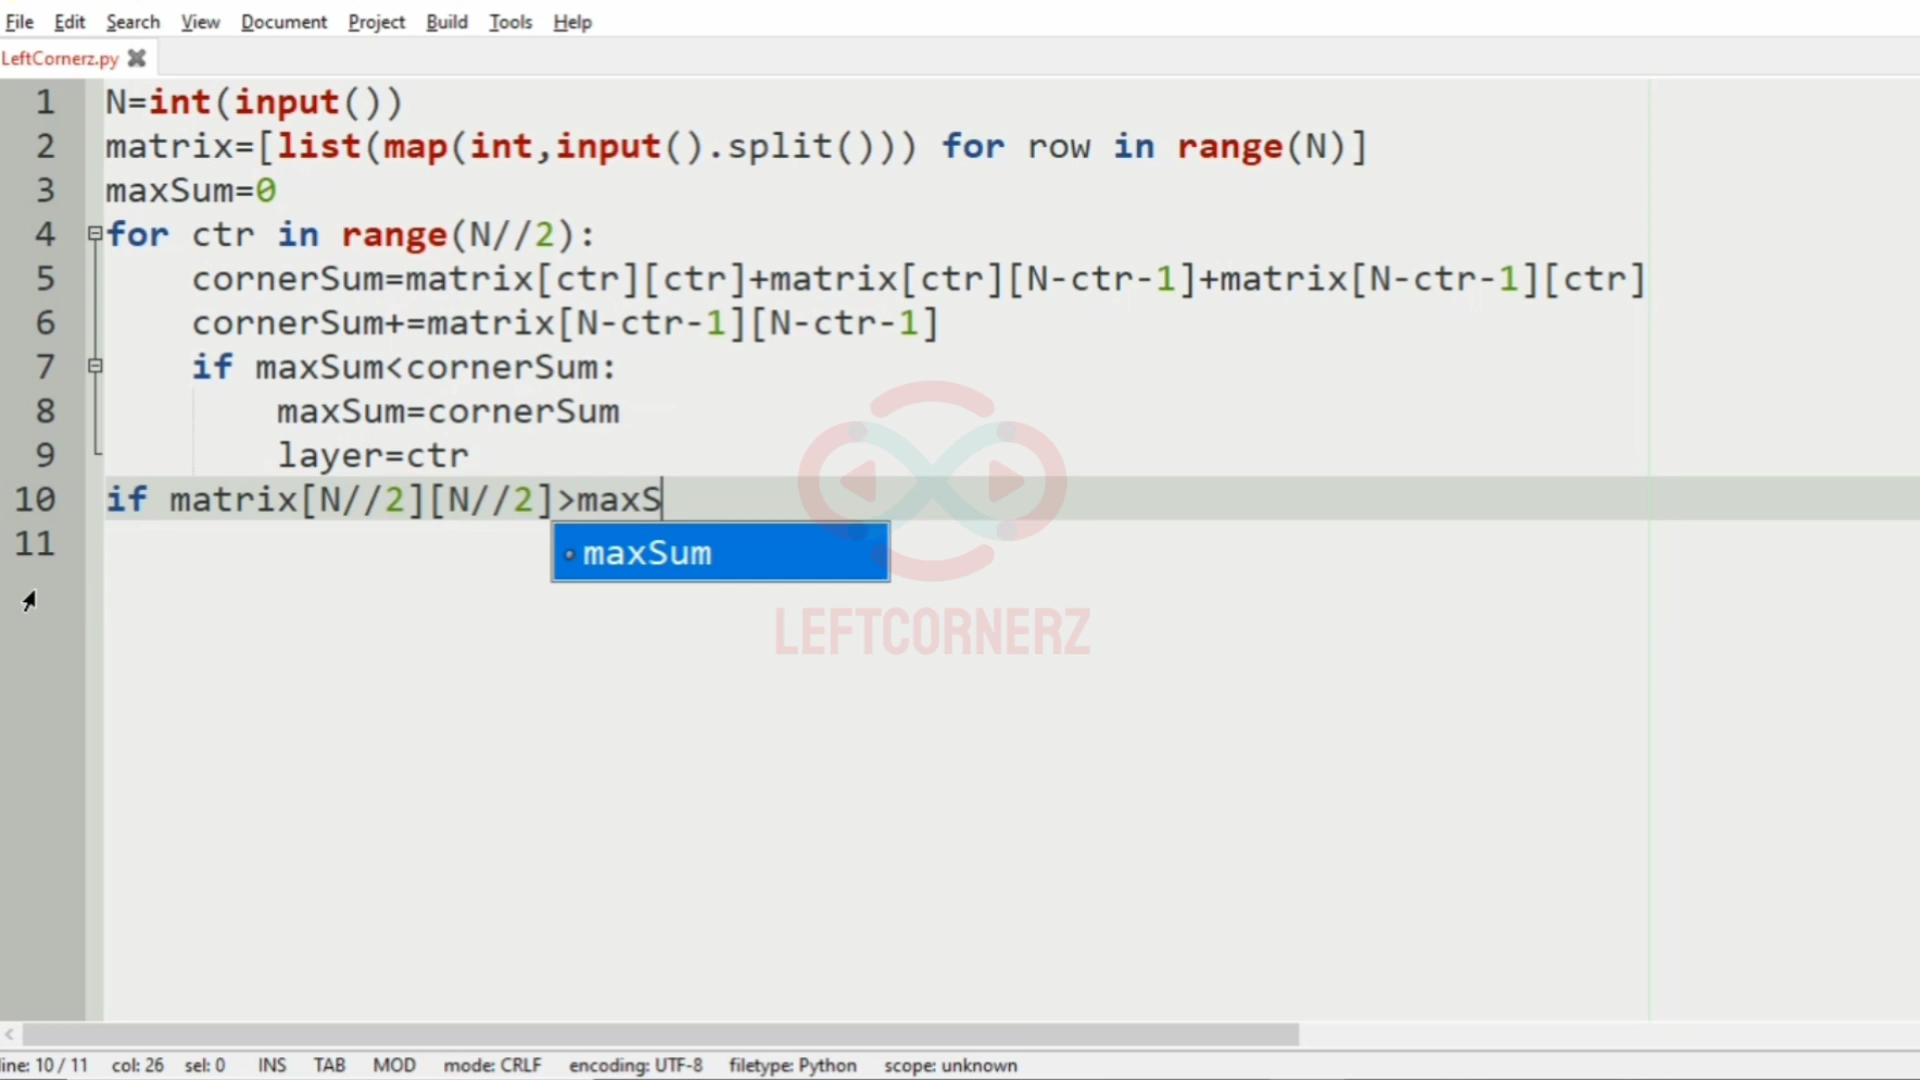 File Edit Search View Document Project Build Tools Help
LeftCornerz.py
1 N=int(input())
2 matrix=[list(map(int,input().split())) for row in range(N)]
3 maxSum=0
4 for ctr in range(N//2):
5     cornerSum=matrix[ctr][ctr]+matrix[ctr][N-ctr-1]+matrix[N-ctr-1][ctr]
6     cornerSum+=matrix[N-ctr-1][N-ctr-1]
7     if maxSum<cornerSum:
8         maxSum=cornerSum
9         layer=ctr
10 if matrix[N//2][N//2]>maxS
11
maxSum
LEFTCORNERZ
line: 10 / 11 col: 26 sel: 0 INS TAB MOD mode: CRLF encoding: UTF-8 filetype: Python scope: unknown